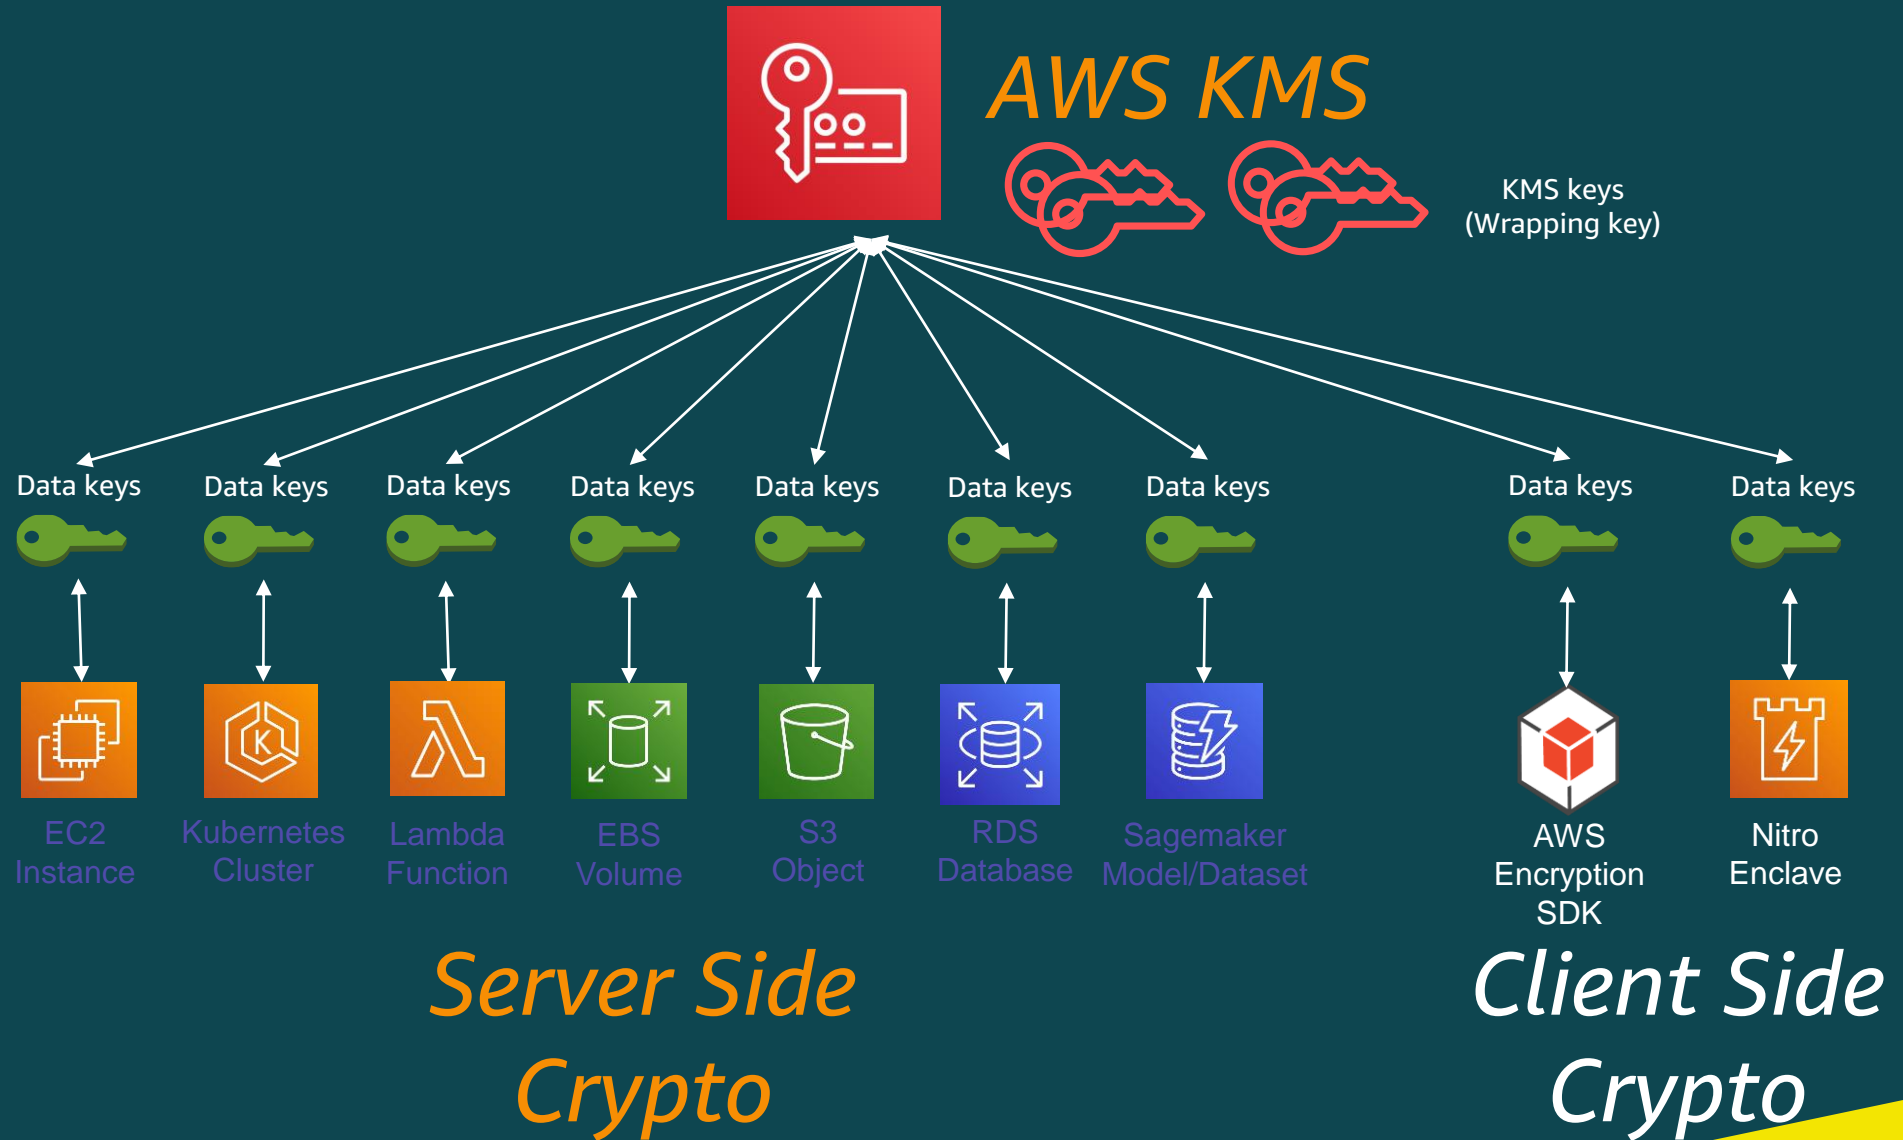 AWS KMS
KMS keys
(Wrapping key)
Data keys
Data keys
Data keys
Data keys
Data keys
Data keys
Data keys
Data keys
Data keys
EC2
Instance
Kubernetes
Cluster
Lambda
Function
EBS
Volume
S3
Object
RDS
Database
Sagemaker
Model/Dataset
AWS
Encryption
SDK
Nitro
Enclave
Server Side
Crypto
Client Side
Crypto